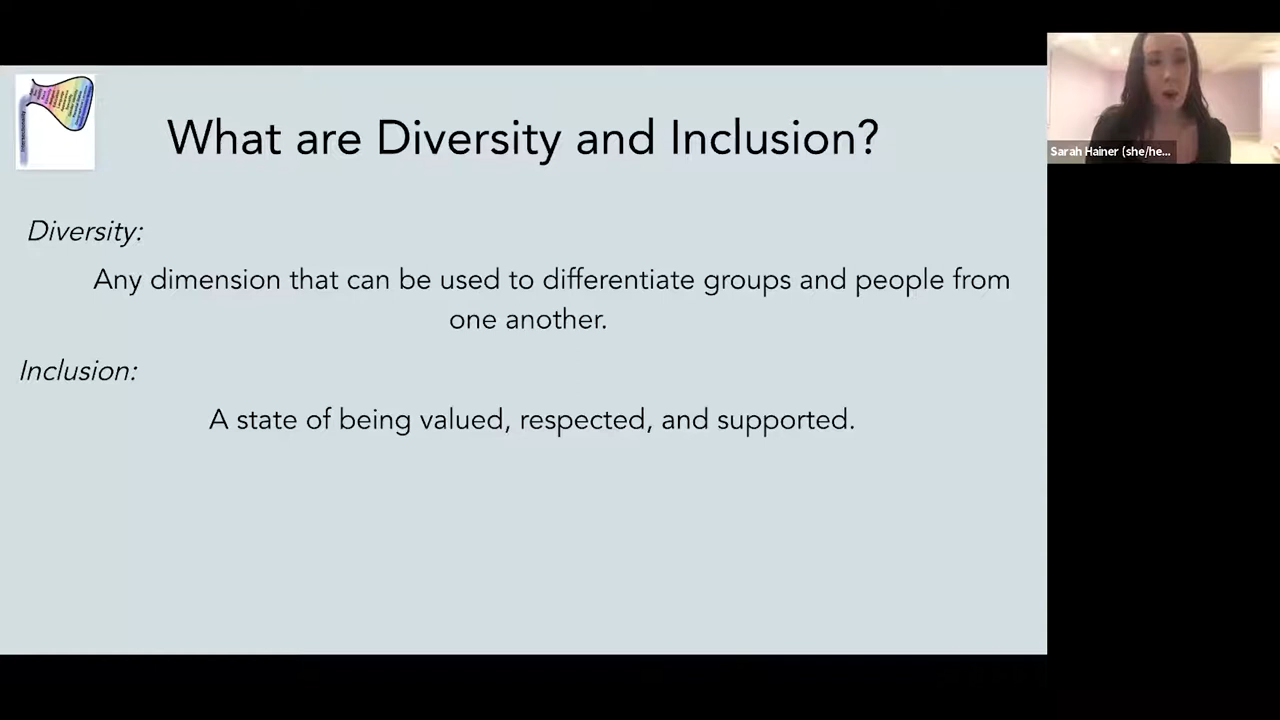 What are Diversity and Inclusion?
Diversity:
Any dimension that can be used to differentiate groups and people from
one another.
Inclusion:
A state of being valued, respected, and supported.
Sarah Hainer (she/he...